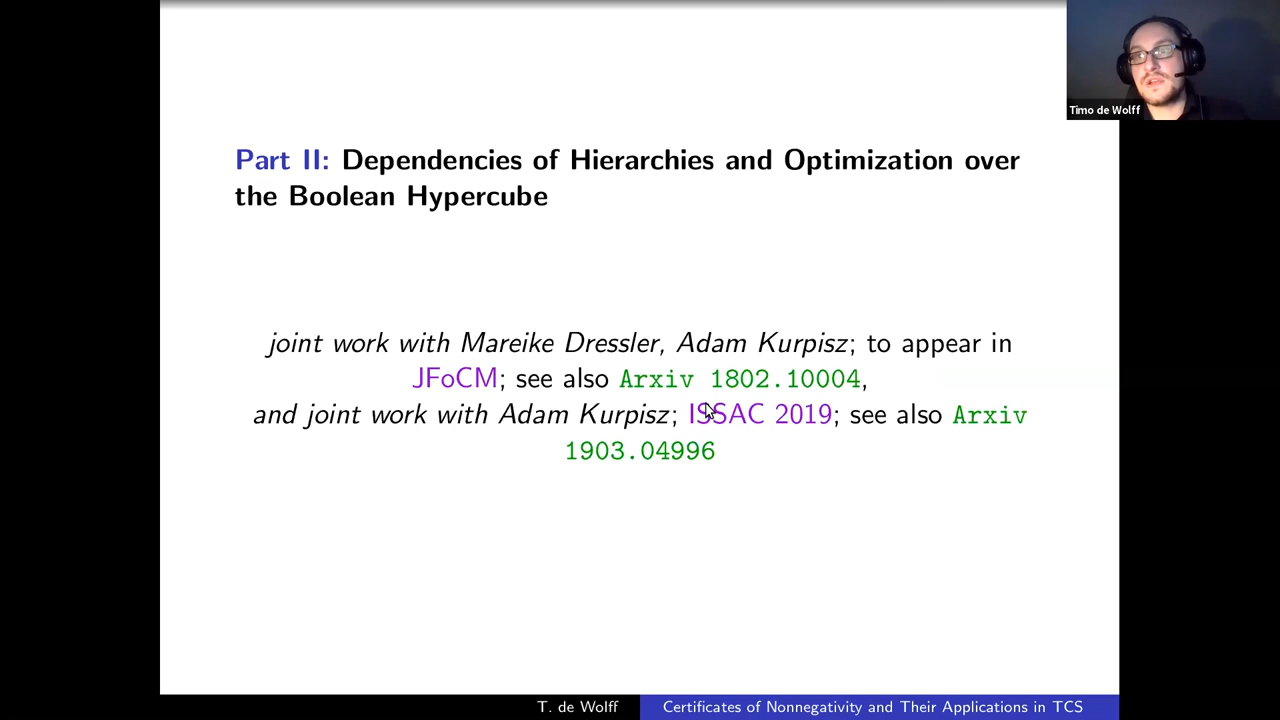 Timo de Wolff
Part II: Dependencies of Hierarchies and Optimization over
the Boolean Hypercube
joint work with Mareike Dressler, Adam Kurpisz; to appear in
JFoCM; see also Arxiv 1802.10004,
and joint work with Adam Kurpisz; ISSAC 2019; see also Arxiv
1903.04996
T. de Wolff
Certificates of Nonnegativity and Their Applications in TCS